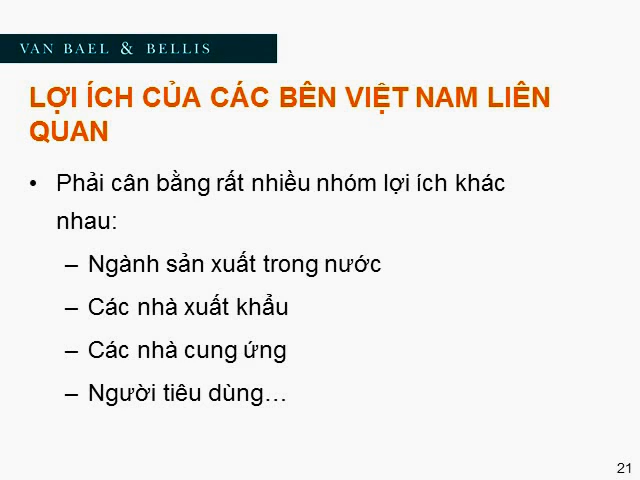 VAN BAEL & BELLIS
LỢI ÍCH CỦA CÁC BÊN VIỆT NAM LIÊN
QUAN
• Phải cân bằng rất nhiều nhóm lợi ích khác
nhau:
– Ngành sản xuất trong nước
– Các nhà xuất khẩu
– Các nhà cung ứng
– Người tiêu dùng…
21